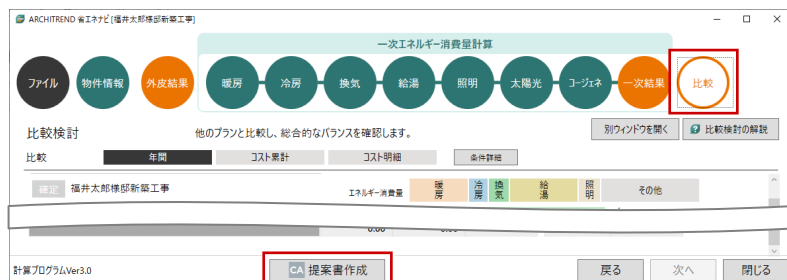 ARCHITREND 省エネナビ [福井太郎様邸新築工事]
一次エネルギー消費量計算
ファイル 物件情報 外皮結果 暖房 冷房 換気 給湯 照明 太陽光 コージェネ 一次結果 比較
比較検討 他のプランと比較し、総合的なバランスを確認します。 別ウィンドウを開く ? 比較検討の解説
比較 年間 コスト累計 コスト明細 条件詳細
確定 福井太郎様邸新築工事 エネルギー消費量 暖房 冷房 換気 給湯 照明 その他
計算プログラムVer3.0 CA 提案書作成 戻る 次へ 閉じる